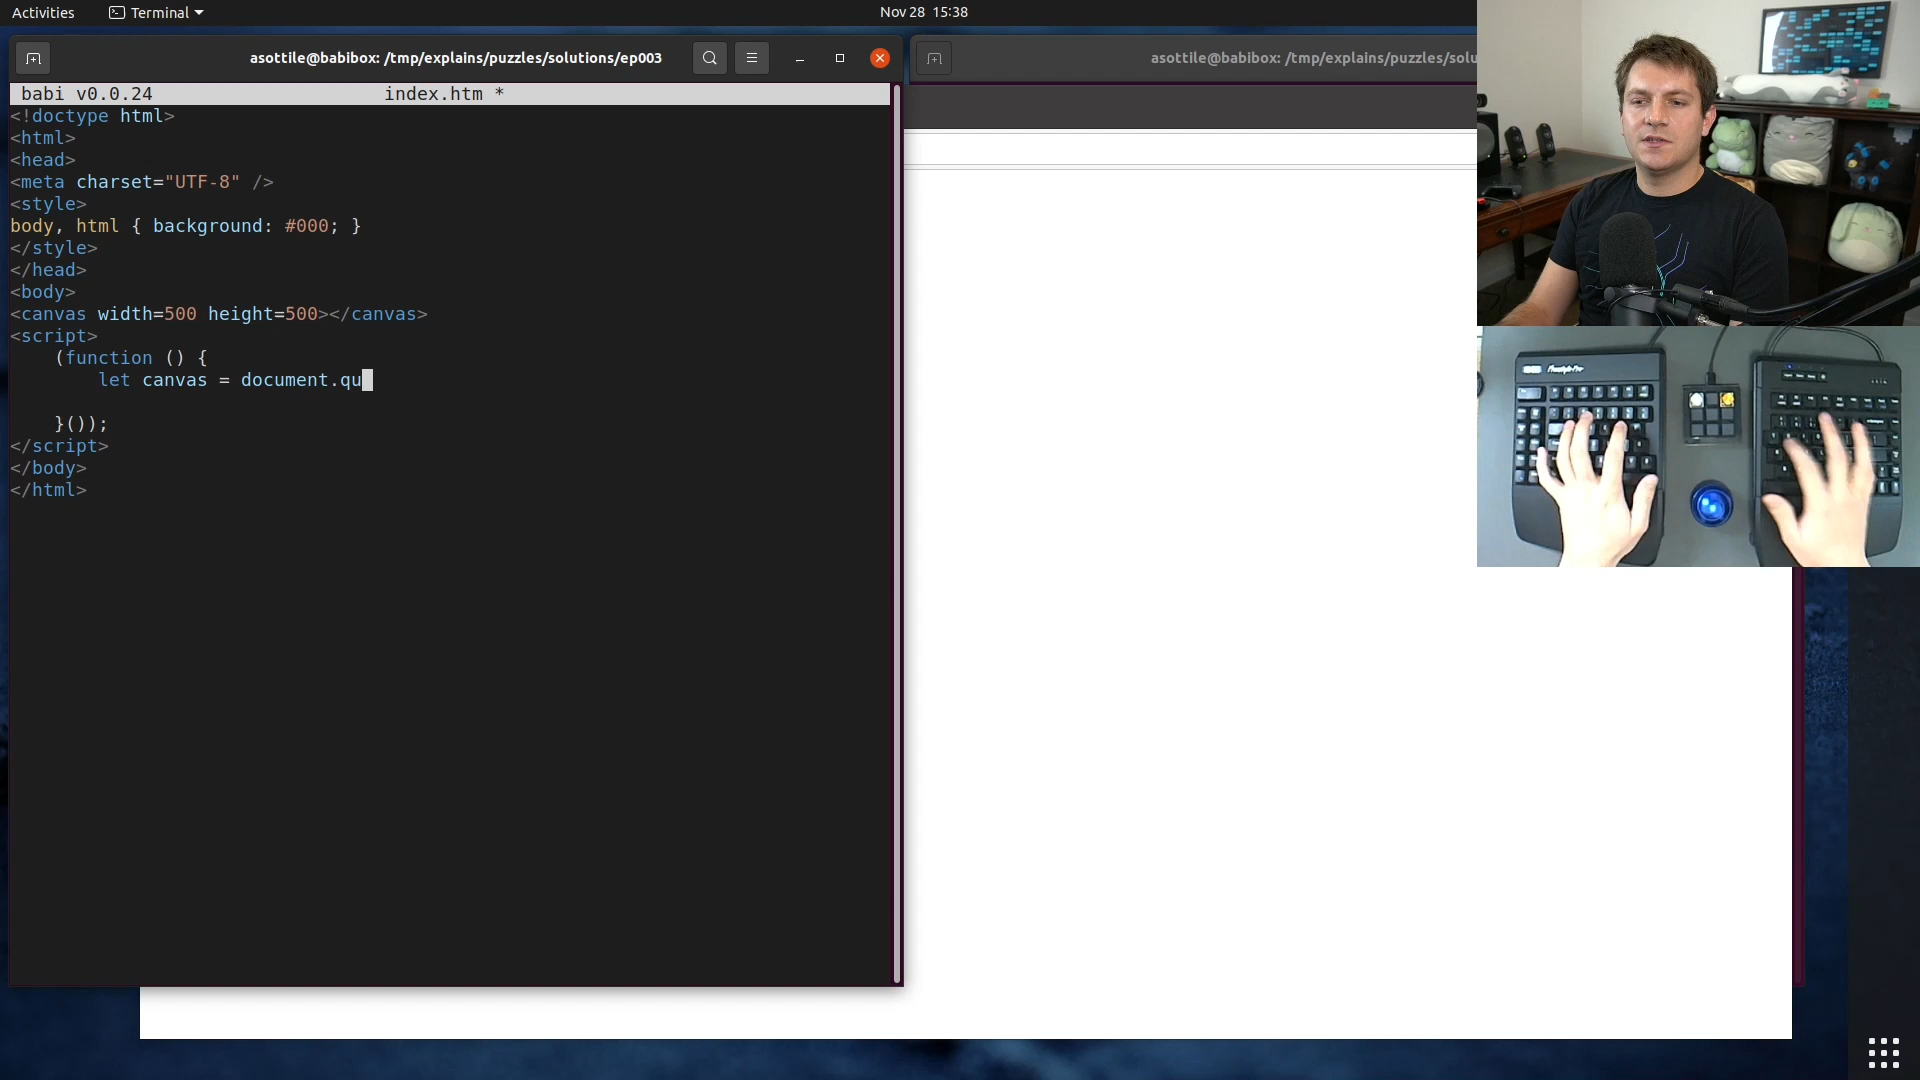 Activities
Terminal
Nov 28 15:38
asottile@babibox: /tmp/explains/puzzles/solutions/ep003
asottile@babibox: /tmp/explains/puzzles/solu
babi v0.0.24 index.htm *
<!doctype html>
<html>
<head>
<meta charset="UTF-8" />
<style>
body, html { background: #000; }
</style>
</head>
<body>
<canvas width=500 height=500></canvas>
<script>
    (function () {
        let canvas = document.qu
    }());
</script>
</body>
</html>